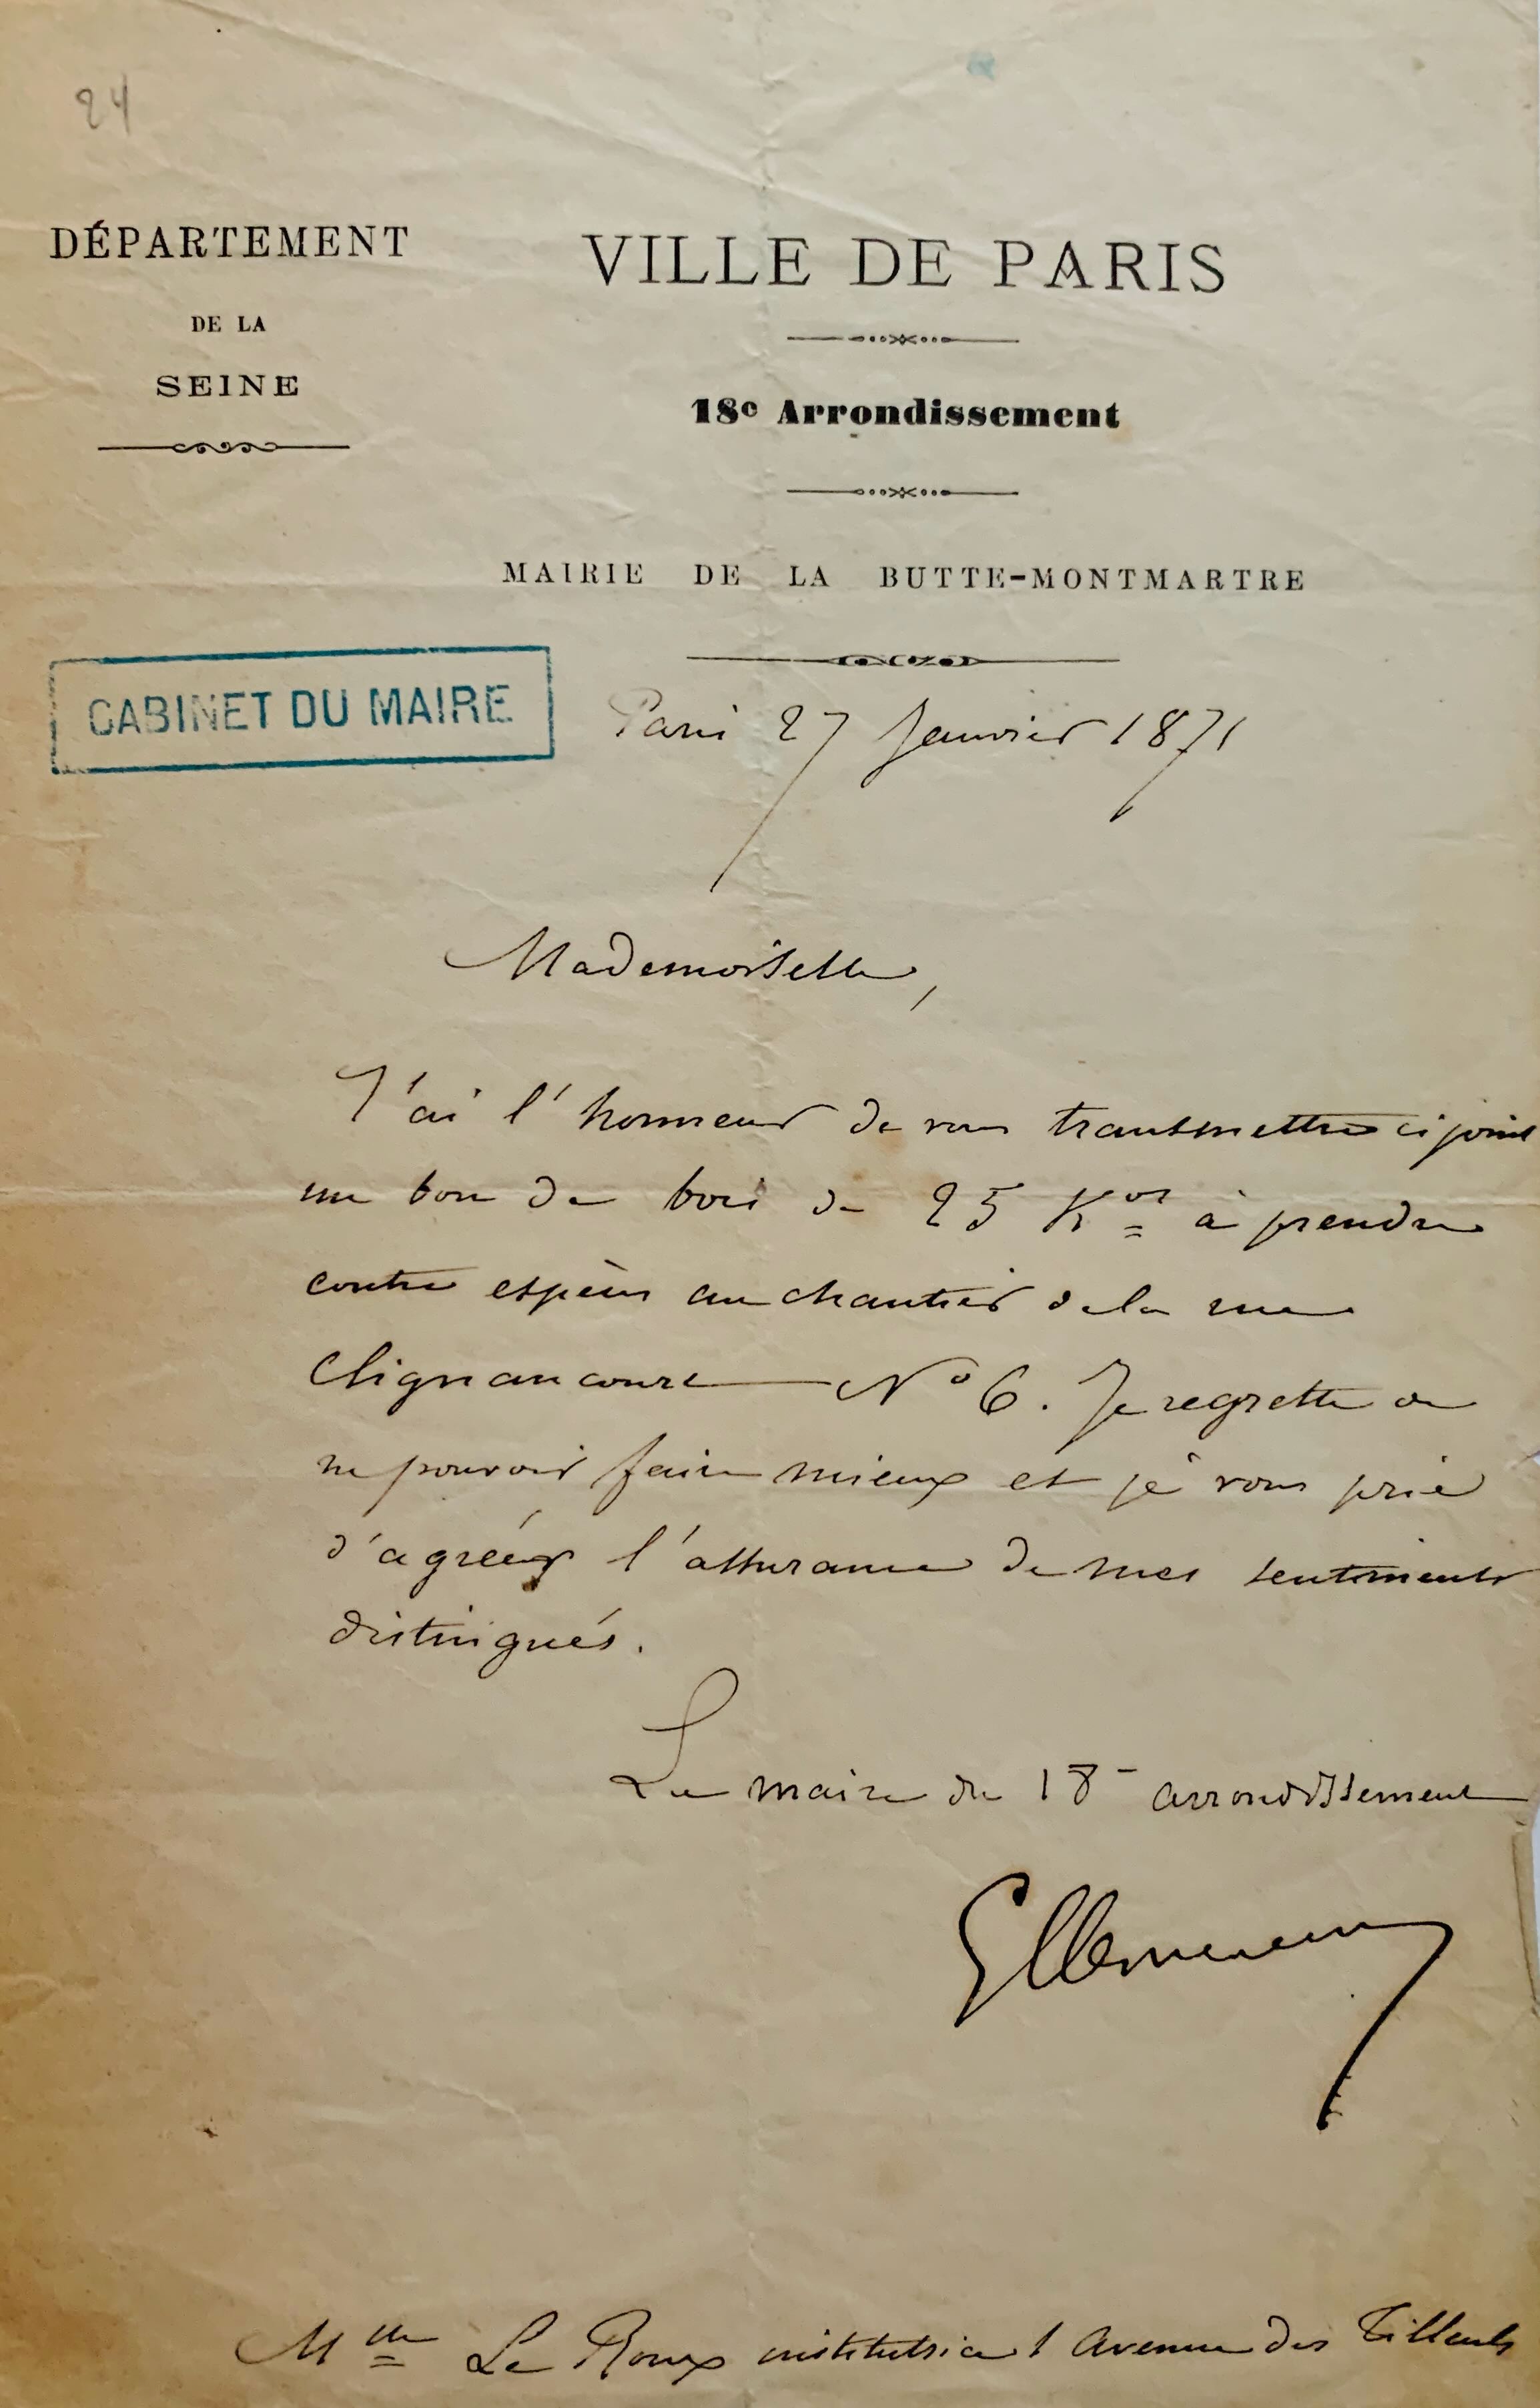 24
DÉPARTEMENT
DE LA
SEINE
VILLE DE PARIS
18e Arrondissement
MAIRIE DE LA BUTTE-MONTMARTRE
CABINET DU MAIRE
Paris 27 Janvier 1871
Mademoiselle,
J'ai l'honneur de vous transmettre ci joint
un bon de bois de 25 Kos à prendre
contre espèces au chantier de la rue
Clignancourt No 6. Je regrette de
ne pouvoir faire mieux et je vous prie
d'agréer l'assurance de mes sentiments
distingués.
Le maire du 18e arrondissement
GClemenceau
Mlle Le Roux institutrice 1 Avenue des Tilleuls